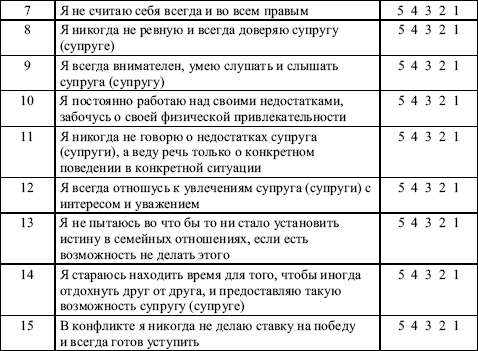 7 Я не считаю себя всегда и во всем правым 5 4 3 2 1
8 Я никогда не ревную и всегда доверяю супругу 5 4 3 2 1
(супруге)
9 Я всегда внимателен, умею слушать и слышать 5 4 3 2 1
супруга (супругу)
10 Я постоянно работаю над своими недостатками, 5 4 3 2 1
забочусь о своей физической привлекательности
11 Я никогда не говорю о недостатках супруга 5 4 3 2 1
(супруги), а веду речь только о конкретном
поведении в конкретной ситуации
12 Я всегда отношусь к увлечениям супруга (супруги) с 5 4 3 2 1
интересом и уважением
13 Я не пытаюсь во что бы то ни стало установить 5 4 3 2 1
истину в семейных отношениях, если есть
возможность не делать этого
14 Я стараюсь находить время для того, чтобы иногда 5 4 3 2 1
отдохнуть друг от друга, и предоставляю такую
возможность супругу (супруге)
15 В конфликте я никогда не делаю ставку на победу 5 4 3 2 1
и всегда готов уступить